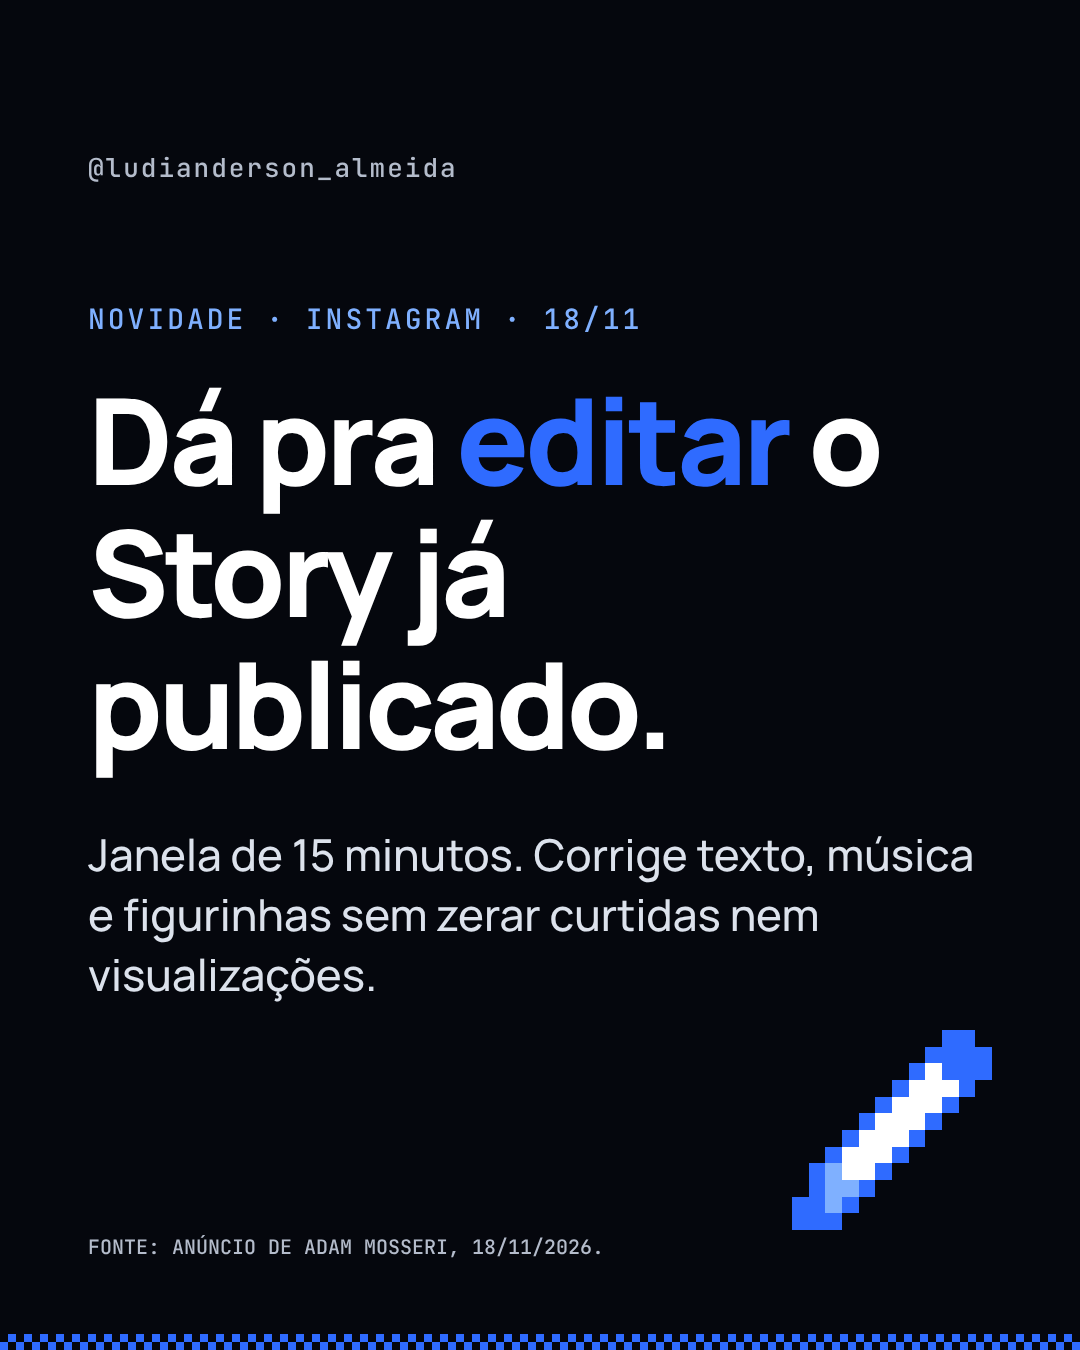 @ludianderson_almeida
NOVIDADE · INSTAGRAM · 18/11
Dá pra editar o
Story já
publicado.
Janela de 15 minutos. Corrige texto, música
e figurinhas sem zerar curtidas nem
visualizações.
FONTE: ANÚNCIO DE ADAM MOSSERI, 18/11/2026.